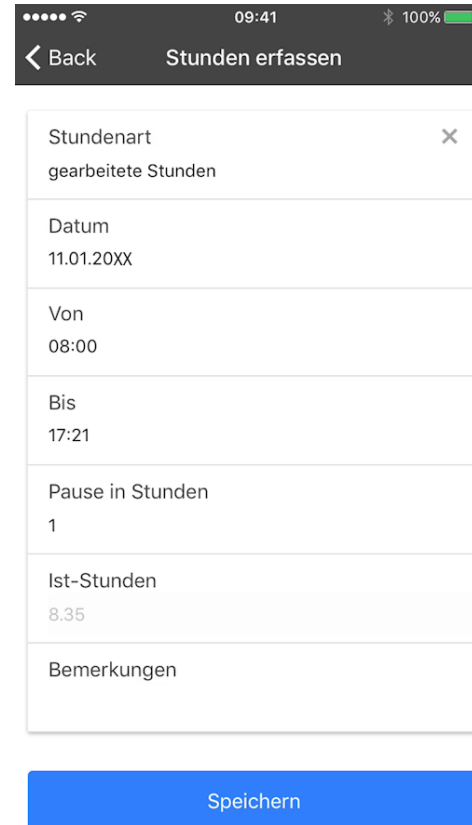 09:41
100%
Back
Stunden erfassen
Stundenart
gearbeitete Stunden
Datum
11.01.20XX
Von
08:00
Bis
17:21
Pause in Stunden
1
Ist-Stunden
8.35
Bemerkungen
Speichern